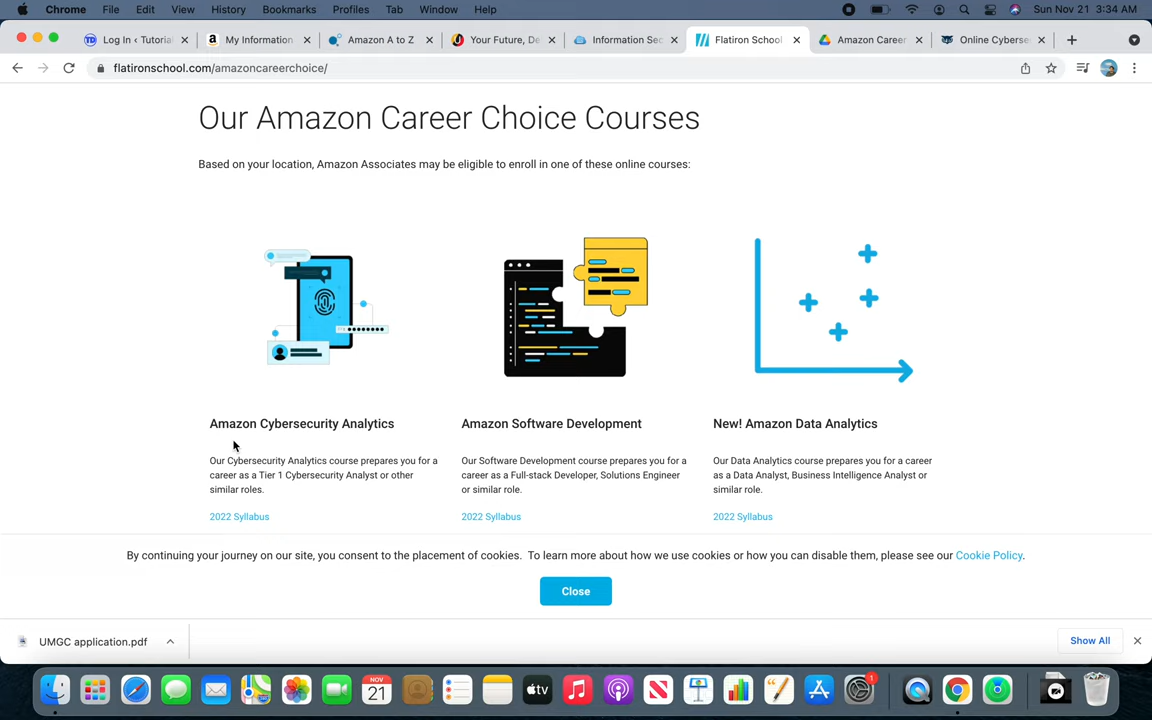 Chrome File Edit View History Bookmarks Profiles Tab Window Help Sun Nov 21 3:34 AM
Log In ‹ Tutorial My Information Amazon A to Z Your Future, De Information Sec Flatiron School Amazon Career Online Cyberse
flatironschool.com/amazoncareerchoice/
Our Amazon Career Choice Courses
Based on your location, Amazon Associates may be eligible to enroll in one of these online courses:
Amazon Cybersecurity Analytics
Our Cybersecurity Analytics course prepares you for a
career as a Tier 1 Cybersecurity Analyst or other
similar roles.
2022 Syllabus
Amazon Software Development
Our Software Development course prepares you for a
career as a Full-stack Developer, Solutions Engineer
or similar role.
2022 Syllabus
New! Amazon Data Analytics
Our Data Analytics course prepares you for a career
as a Data Analyst, Business Intelligence Analyst or
similar role.
2022 Syllabus
By continuing your journey on our site, you consent to the placement of cookies. To learn more about how we use cookies or how you can disable them, please see our Cookie Policy.
Close
UMGC application.pdf
Show All
NOV
21
tv
1